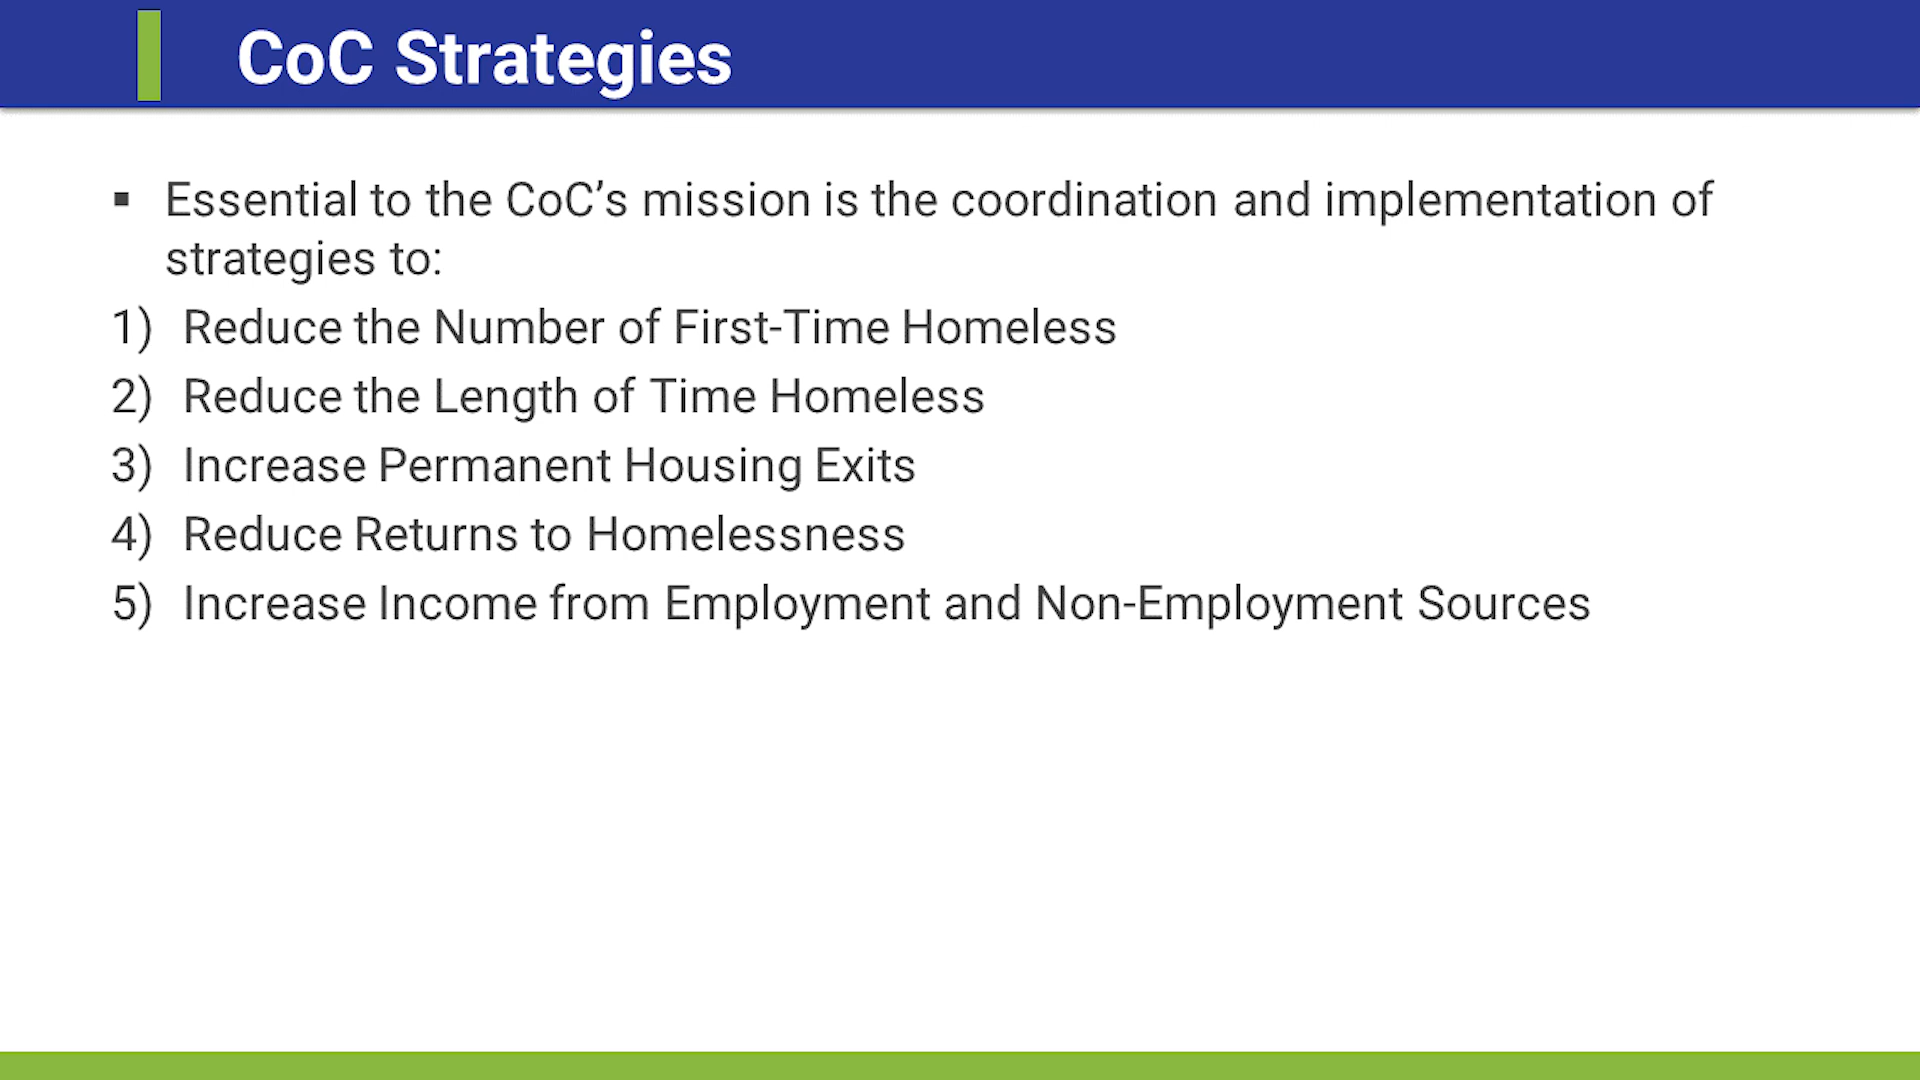 CoC Strategies
▪ Essential to the CoC’s mission is the coordination and implementation of
strategies to:
1) Reduce the Number of First-Time Homeless
2) Reduce the Length of Time Homeless
3) Increase Permanent Housing Exits
4) Reduce Returns to Homelessness
5) Increase Income from Employment and Non-Employment Sources